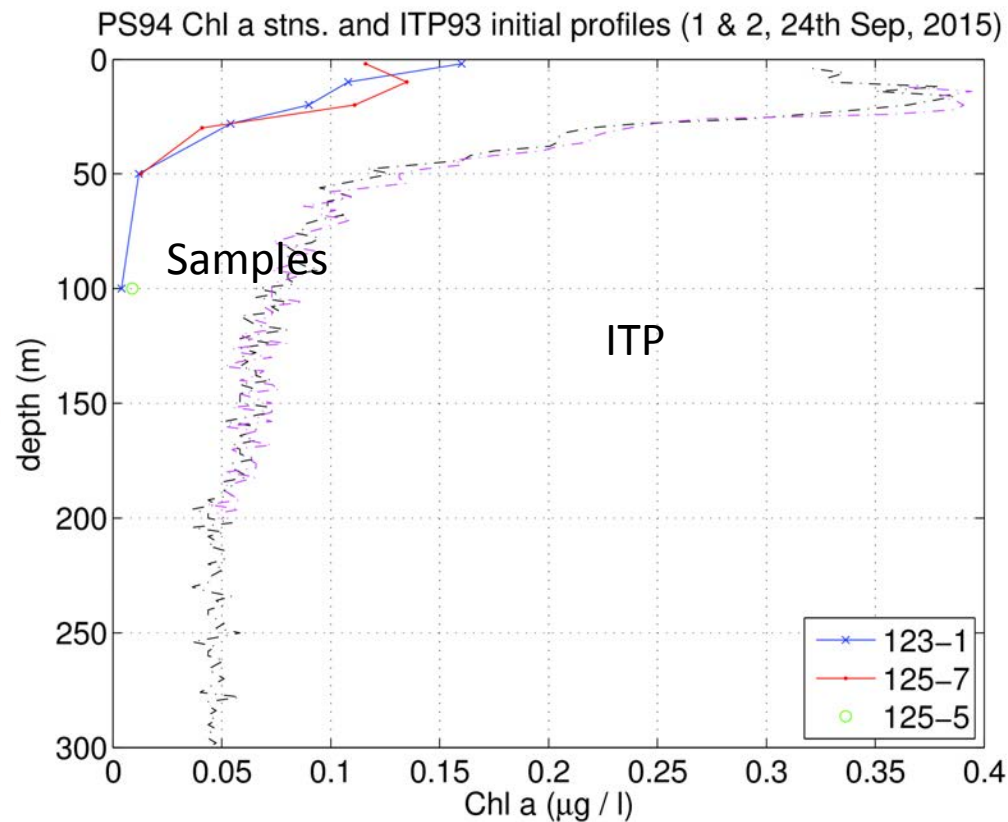 PS94 Chl a stns. and ITP93 initial profiles (1 & 2, 24th Sep, 2015)
0
50
100
150
200
250
300
depth (m)
Samples
ITP
123-1
125-7
125-5
0 0.05 0.1 0.15 0.2 0.25 0.3 0.35 0.4
Chl a (μg / l)